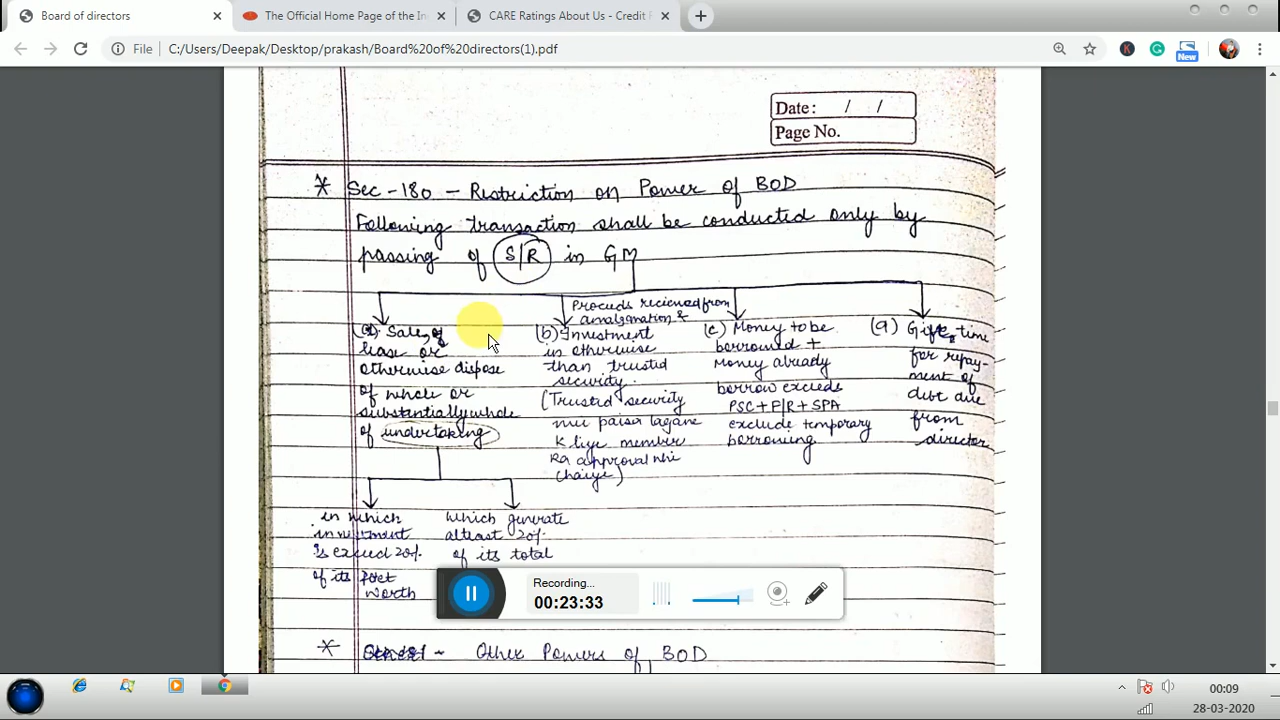 Board of directors
The Official Home Page of the In
CARE Ratings About Us - Credit R
File
C:/Users/Deepak/Desktop/prakash/Board%20of%20directors(1).pdf
New
Date: / /
Page No.
* Sec-180 - Restriction on Power of BOD
Following transaction shall be conducted only by
passing of S/R in GM
(a). Sale, of
lease or
otherwise dispose
of whole or
substantially whole
of undertaking
in which
investment
is exceed 20%
of its
worth
which generate
atleast 20%
of its total
Procceds recieved from
amalgamation &
(b) Investment
in otherwise
than trusted
security.
(Trusted security
mei paisa lagane
K liye member
Ka approval nhi
chaiye)
(c) Money to be
borrowed +
Money already
borrow exceeds
PSC+F/R+SPA
exclude temporary
borrowing
(d) Give, time
for repay-
ment of
debt due
from
director
Recording...
00:23:33
* - Other Powers of BOD
00:09
28-03-2020